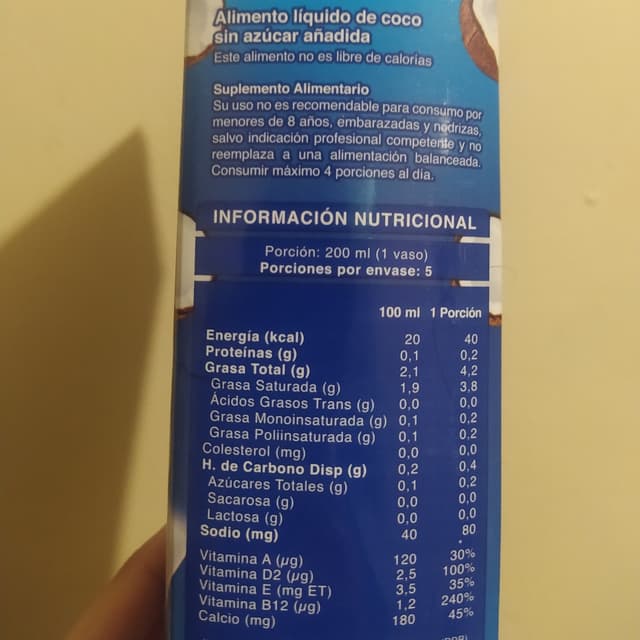 Alimento líquido de coco
sin azúcar añadida
Este alimento no es libre de calorías
Suplemento Alimentario
Su uso no es recomendable para consumo por
menores de 8 años, embarazadas y nodrizas,
salvo indicación profesional competente y no
reemplaza a una alimentación balanceada.
Consumir máximo 4 porciones al día.
INFORMACIÓN NUTRICIONAL
Porción: 200 ml (1 vaso)
Porciones por envase: 5
100 ml 1 Porción
Energía (kcal) 20 40
Proteínas (g) 0,1 0,2
Grasa Total (g) 2,1 4,2
Grasa Saturada (g) 1,9 3,8
Ácidos Grasos Trans (g) 0,0 0,0
Grasa Monoinsaturada (g) 0,1 0,2
Grasa Poliinsaturada (g) 0,1 0,2
Colesterol (mg) 0,0 0,0
H. de Carbono Disp (g) 0,2 0,4
Azúcares Totales (g) 0,1 0,2
Sacarosa (g) 0,0 0,0
Lactosa (g) 0,0 0,0
Sodio (mg) 40 80
*
Vitamina A (µg) 120 30%
Vitamina D2 (µg) 2,5 100%
Vitamina E (mg ET) 3,5 35%
Vitamina B12 (µg) 1,2 240%
Calcio (mg) 180 45%